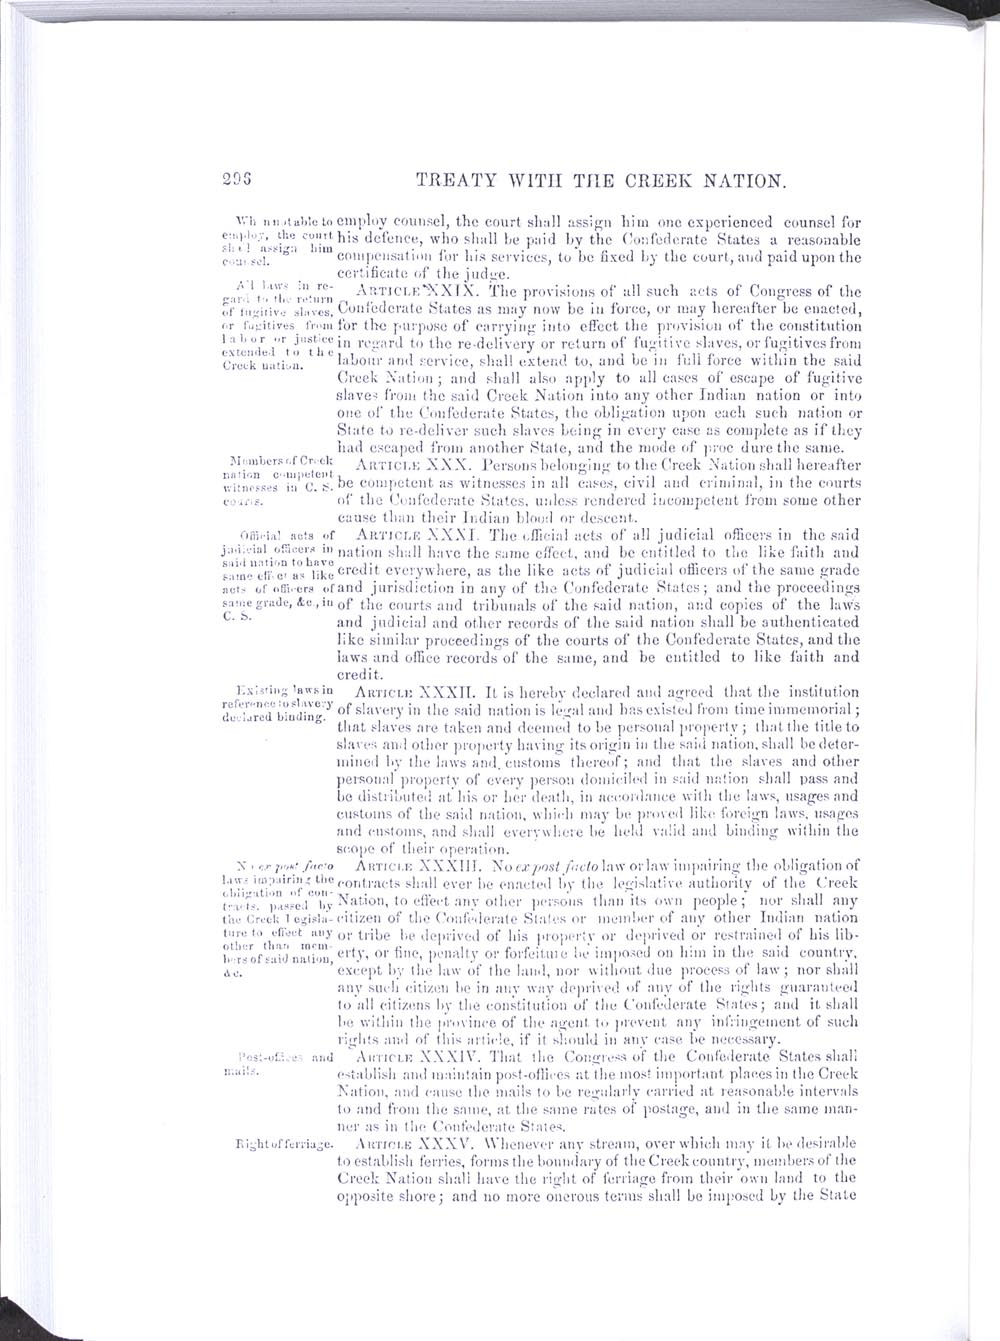 296
TREATY WITH THE CREEK NATION.
When unable to
employ, the court
shall assign him
counsel.
employ counsel, the court shall assign him one experienced counsel for
his defence, who shall be paid by the Confederate States a reasonable
compensation for his services, to be fixed by the court, and paid upon the
certificate of the judge.
All laws in re-
gard to the return
of fugitive slaves,
or fugitives from
labor or justice
extended to the
Creek nation.
ARTICLE XXIX. The provisions of all such acts of Congress of the
Confederate States as may now be in force, or may hereafter be enacted,
for the purpose of carrying into effect the provision of the constitution
in regard to the re-delivery or return of fugitive slaves, or fugitives from
labour and service, shall extend to, and be in full force within the said
Creek Nation; and shall also apply to all cases of escape of fugitive
slaves from the said Creek Nation into any other Indian nation or into
one of the Confederate States, the obligation upon each such nation or
State to re-deliver such slaves being in every case as complete as if they
had escaped from another State, and the mode of proc dure the same.
Members of Creek
nation competent
witnesses in C. S.
courts.
ARTICLE XXX. Persons belonging to the Creek Nation shall hereafter
be competent as witnesses in all cases, civil and criminal, in the courts
of the Confederate States, unless rendered incompetent from some other
cause than their Indian blood or descent.
Official acts of
judicial officers in
said nation to have
same effect as like
acts of officers of
same grade, &c., in
C. S.
ARTICLE XXXI. The official acts of all judicial officers in the said
nation shall have the same effect, and be entitled to the like faith and
credit everywhere, as the like acts of judicial officers of the same grade
and jurisdiction in any of the Confederate States; and the proceedings
of the courts and tribunals of the said nation, and copies of the laws
and judicial and other records of the said nation shall be authenticated
like similar proceedings of the courts of the Confederate States, and the
laws and office records of the same, and be entitled to like faith and
credit.
Existing laws in
reference to slavery
declared binding.
ARTICLE XXXII. It is hereby declared and agreed that the institution
of slavery in the said nation is legal and has existed from time immemorial;
that slaves are taken and deemed to be personal property; that the title to
slaves and other property having its origin in the said nation, shall be deter-
mined by the laws and customs thereof; and that the slaves and other
personal property of every person domiciled in said nation shall pass and
be distributed at his or her death, in accordance with the laws, usages and
customs of the said nation, which may be proved like foreign laws, usages
and customs, and shall everywhere be held valid and binding within the
scope of their operation.
No ex post facto
laws impairing the
obligation of con-
tracts, passed by
the Creek Legisla-
ture to effect any
other than mem-
bers of said nation,
&c.
ARTICLE XXXIII. No ex post facto law or law impairing the obligation of
contracts shall ever be enacted by the legislative authority of the Creek
Nation, to effect any other persons than its own people; nor shall any
citizen of the Confederate States or member of any other Indian nation
or tribe be deprived of his property or deprived or restrained of his lib-
erty, or fine, penalty or forfeiture be imposed on him in the said country,
except by the law of the land, nor without due process of law; nor shall
any such citizen be in any way deprived of any of the rights guaranteed
to all citizens by the constitution of the Confederate States; and it shall
be within the province of the agent to prevent any infringement of such
rights and of this article, if it should in any case be necessary.
Post-offices and
mails.
ARTICLE XXXIV. That the Congress of the Confederate States shall
establish and maintain post-offices at the most important places in the Creek
Nation, and cause the mails to be regularly carried at reasonable intervals
to and from the same, at the same rates of postage, and in the same man-
ner as in the Confederate States.
Right of ferriage.
ARTICLE XXXV. Whenever any stream, over which may it be desirable
to establish ferries, forms the boundary of the Creek country, members of the
Creek Nation shall have the right of ferriage from their own land to the
opposite shore; and no more onerous terms shall be imposed by the State